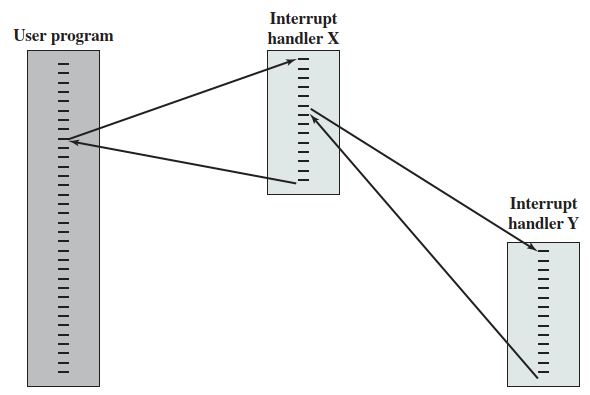 User program
Interrupt
handler X
Interrupt
handler Y